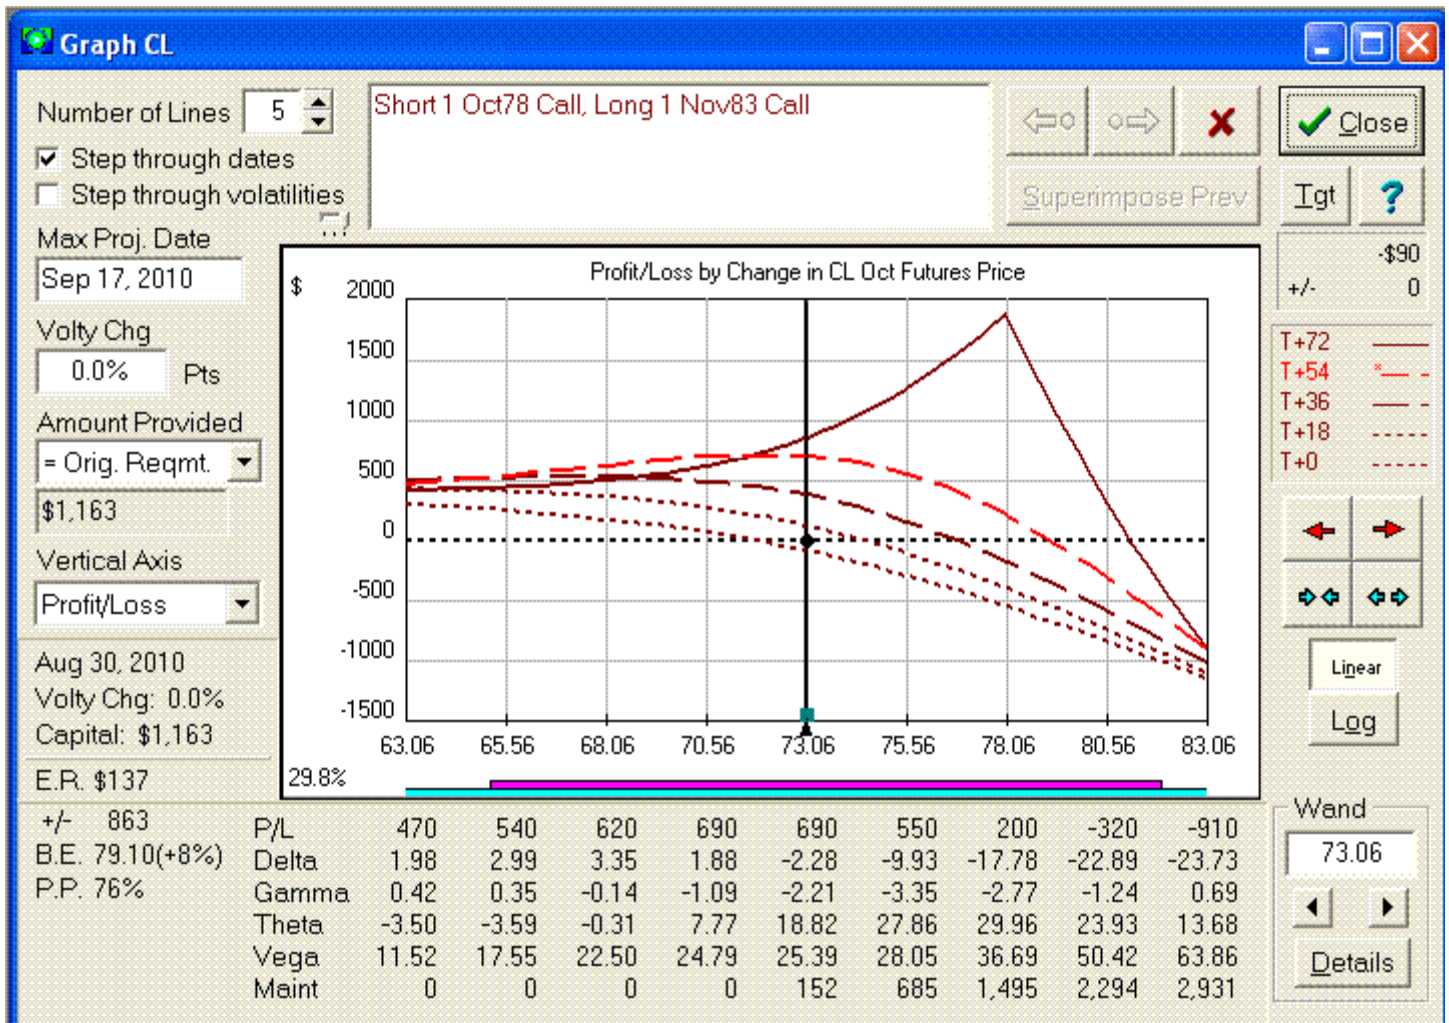 Graph CL
Number of Lines 5
Short 1 Oct78 Call, Long 1 Nov83 Call
Close
Step through dates
Step through volatilities
Superimpose Prev
Tgt
?
Max Proj. Date
Sep 17, 2010
-$90
+/- 0
Volty Chg
0.0% Pts
Amount Provided
= Orig. Reqmt.
$1,163
Vertical Axis
Profit/Loss
Profit/Loss by Change in CL Oct Futures Price
$
2000
1500
1000
500
0
-500
-1000
-1500
63.06 65.56 68.06 70.56 73.06 75.56 78.06 80.56 83.06
29.8%
T+72
T+54
T+36
T+18
T+0
Linear
Log
Aug 30, 2010
Volty Chg: 0.0%
Capital: $1,163
E.R. $137
+/- 863
B.E. 79.10(+8%)
P.P. 76%
P/L 470 540 620 690 690 550 200 -320 -910
Delta 1.98 2.99 3.35 1.88 -2.28 -9.93 -17.78 -22.89 -23.73
Gamma 0.42 0.35 -0.14 -1.09 -2.21 -3.35 -2.77 -1.24 0.69
Theta -3.50 -3.59 -0.31 7.77 18.82 27.86 29.96 23.93 13.68
Vega 11.52 17.55 22.50 24.79 25.39 28.05 36.69 50.42 63.86
Maint 0 0 0 0 152 685 1,495 2,294 2,931
Wand
73.06
Details